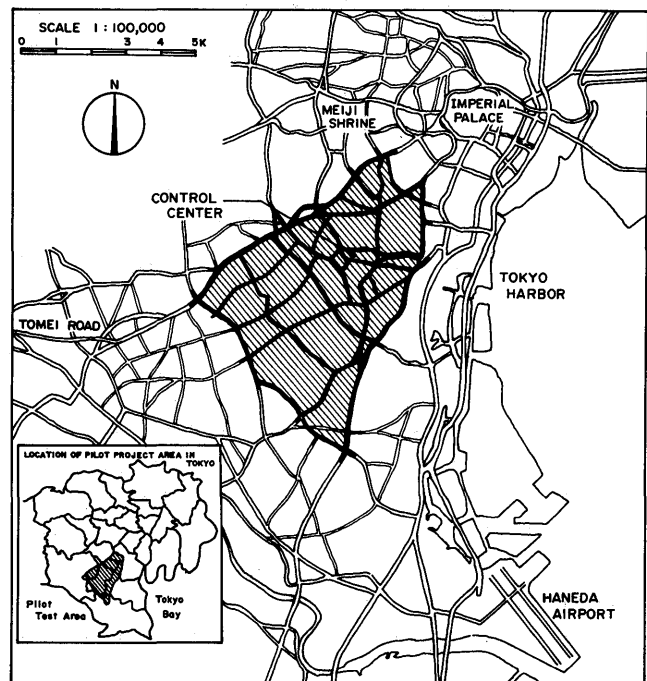 SCALE 1:100,000
0 1 3 4 5K
N
MEIJI
SHRINE
IMPERIAL
PALACE
CONTROL
CENTER
TOKYO
HARBOR
TOMEI ROAD
LOCATION OF PILOT PROJECT AREA IN
TOKYO
Pilot
Test Area
Tokyo
Bay
HANEDA
AIRPORT